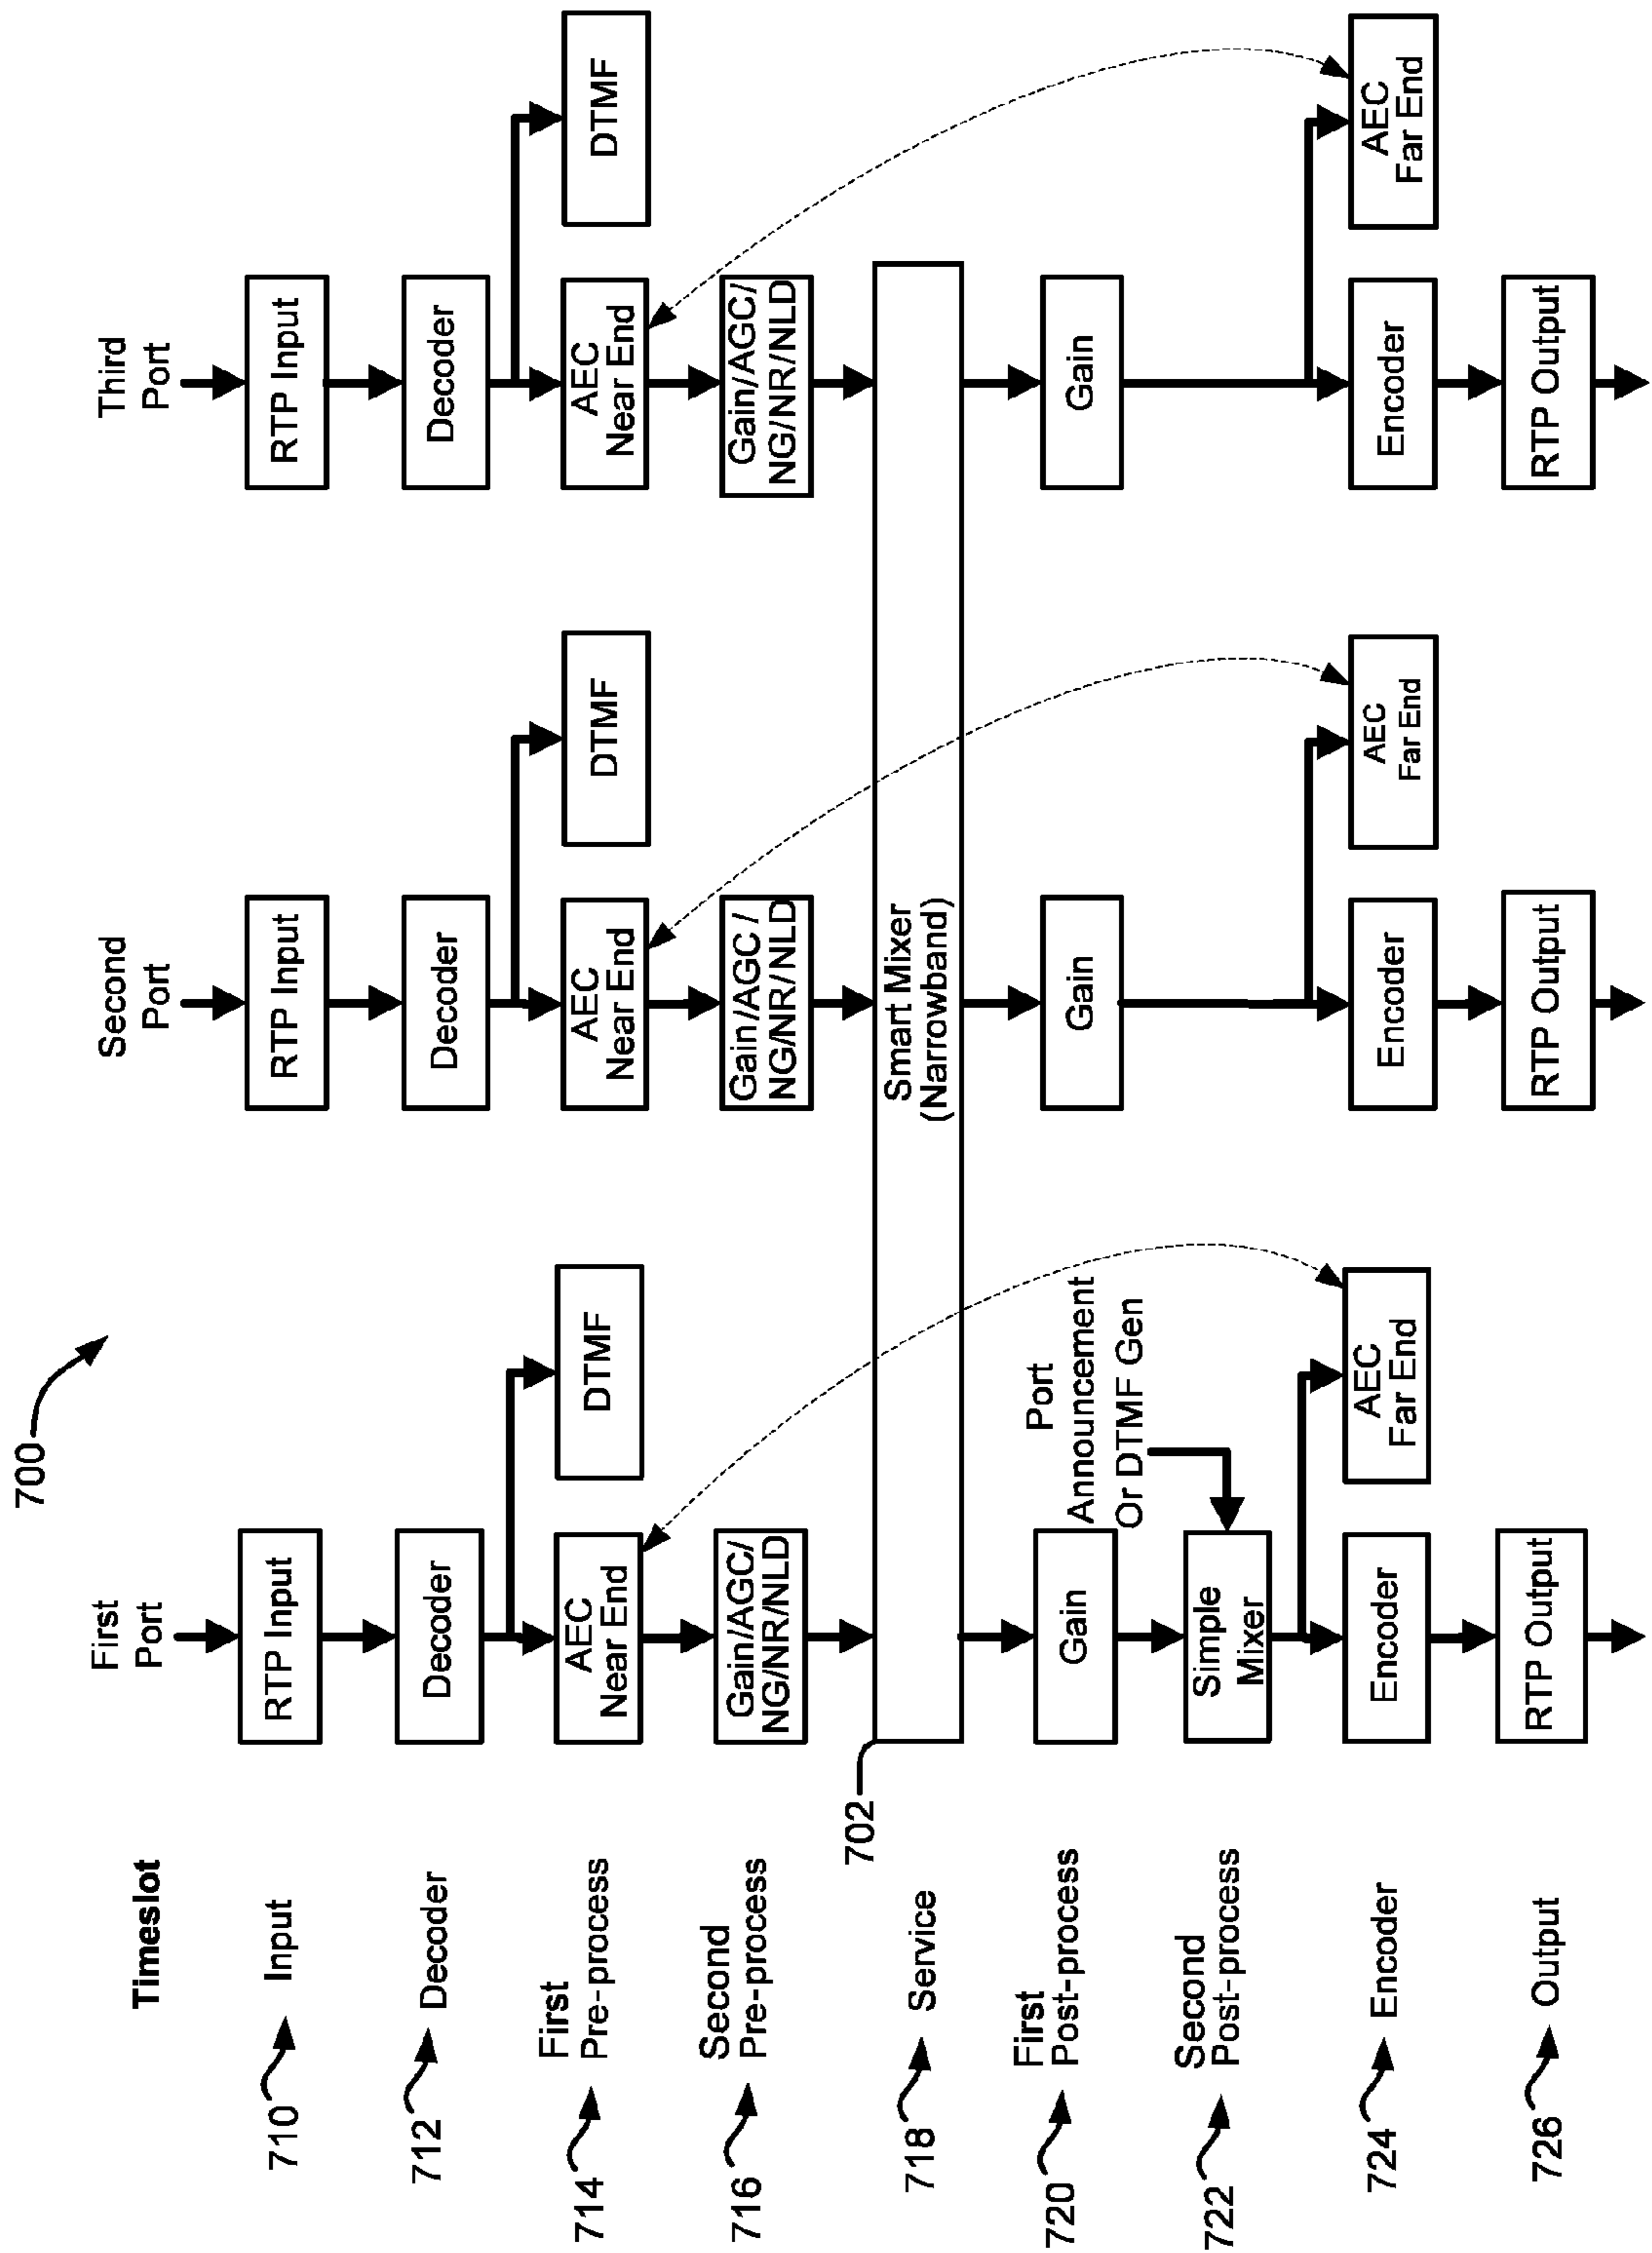 700
Timeslot
First
Port
Second
Port
Third
Port
710
Input
RTP Input
RTP Input
RTP Input
712
Decoder
Decoder
Decoder
Decoder
714
First
Pre-process
AEC
Near End
DTMF
AEC
Near End
DTMF
AEC
Near End
DTMF
716
Second
Pre-process
Gain/AGC/
NG/NR/NLD
Gain/AGC /
NG/NR/NLD
Gain/AGC/
NG/NR/NLD
702
718
Service
Smart Mixer
(Narrowband)
720
First
Post-process
Gain
Port
Announcement
Or DTMF Gen
Gain
Gain
722
Second
Post-process
Simple
Mixer
724
Encoder
Encoder
AEC
Far End
Encoder
AEC
Far End
Encoder
AEC
Far End
726
Output
RTP Output
RTP Output
RTP Output